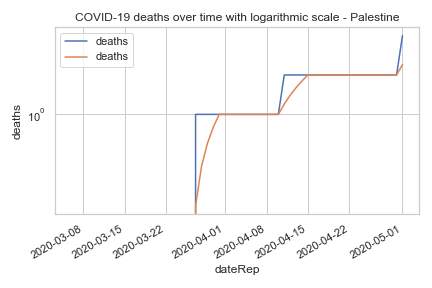 COVID-19 deaths over time with logarithmic scale - Palestine
deaths
deaths
deaths
10⁰
2020-03-08
2020-03-15
2020-03-22
2020-04-01
2020-04-08
2020-04-15
2020-04-22
2020-05-01
dateRep